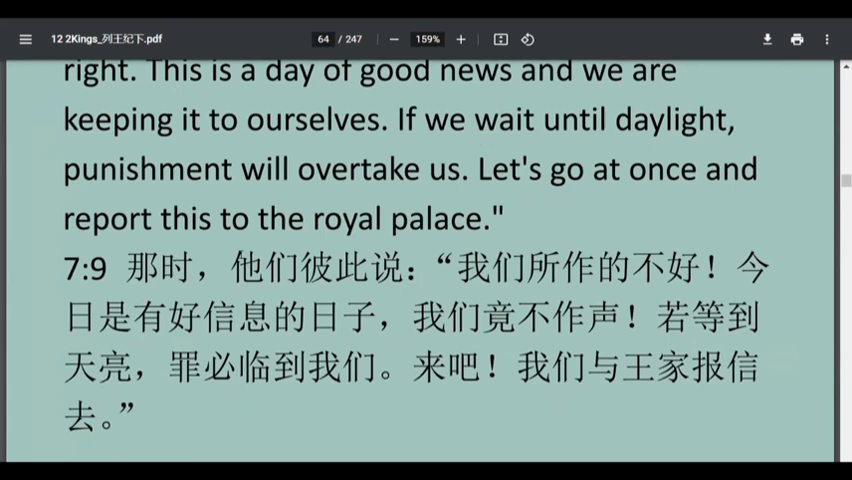 12 2Kings_列王纪下.pdf 64 / 247 159%
right. This is a day of good news and we are
keeping it to ourselves. If we wait until daylight,
punishment will overtake us. Let's go at once and
report this to the royal palace."
7:9 那时，他们彼此说：“我们所作的不好！今
日是有好信息的日子，我们竟不作声！若等到
天亮，罪必临到我们。来吧！我们与王家报信
去。”